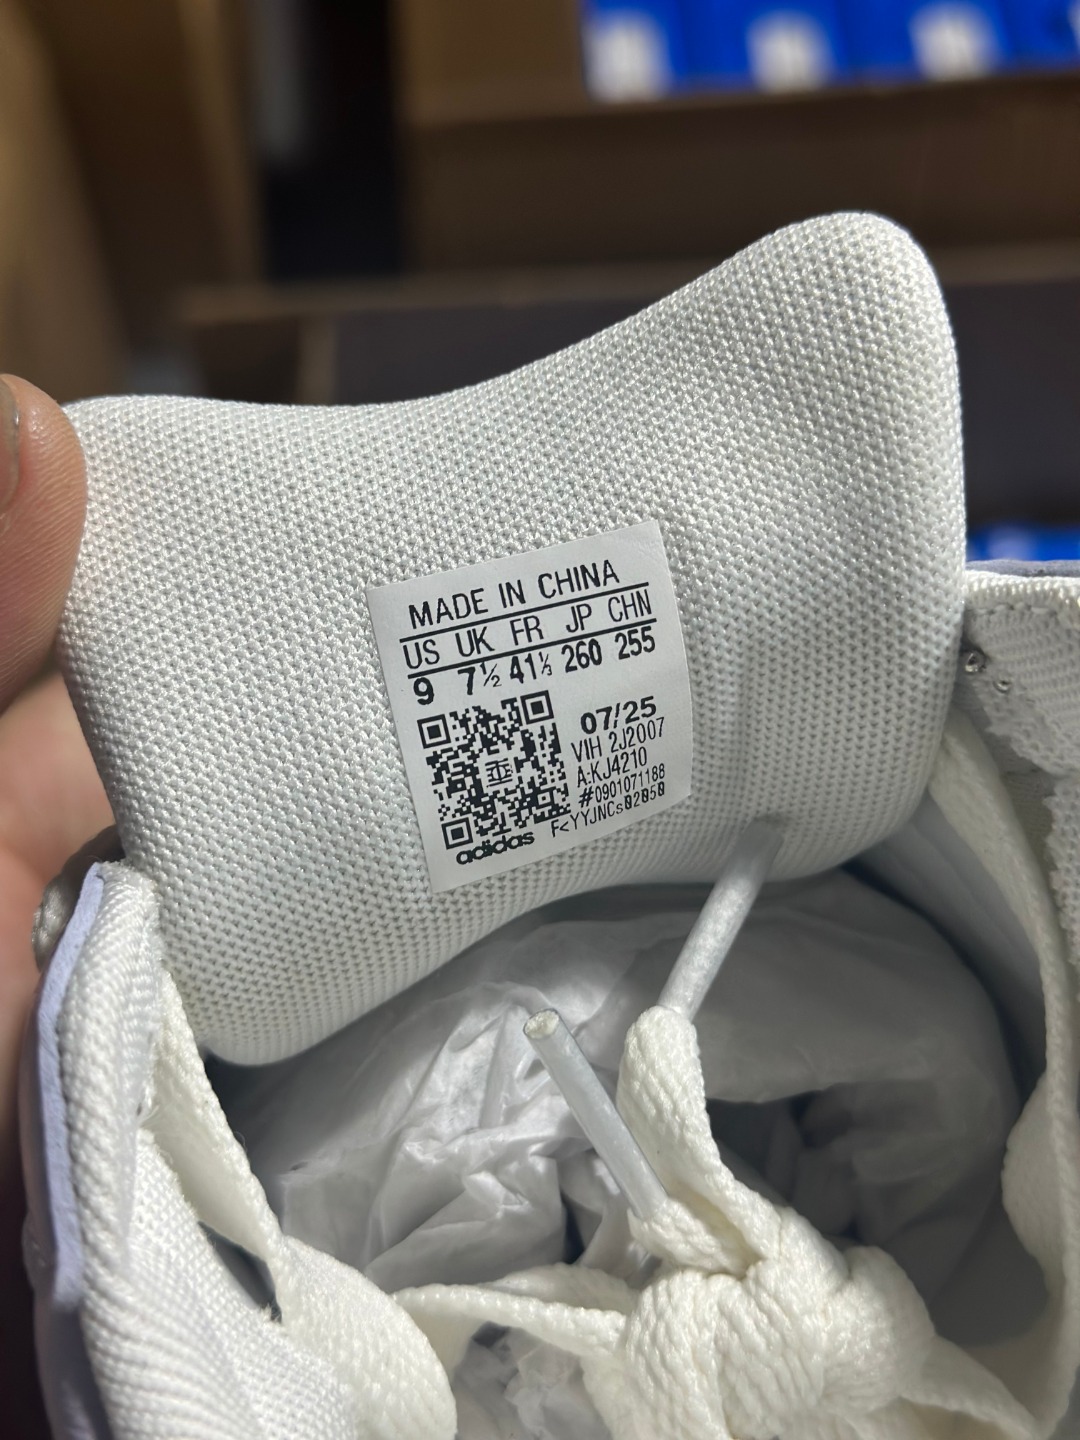 MADE IN CHINA
US UK FR JP CHN
9 7½ 41⅓ 260 255
07/25
VIH 2J2007
A:KJ4210
#0901071188
F<YYJNCs02050
adidas